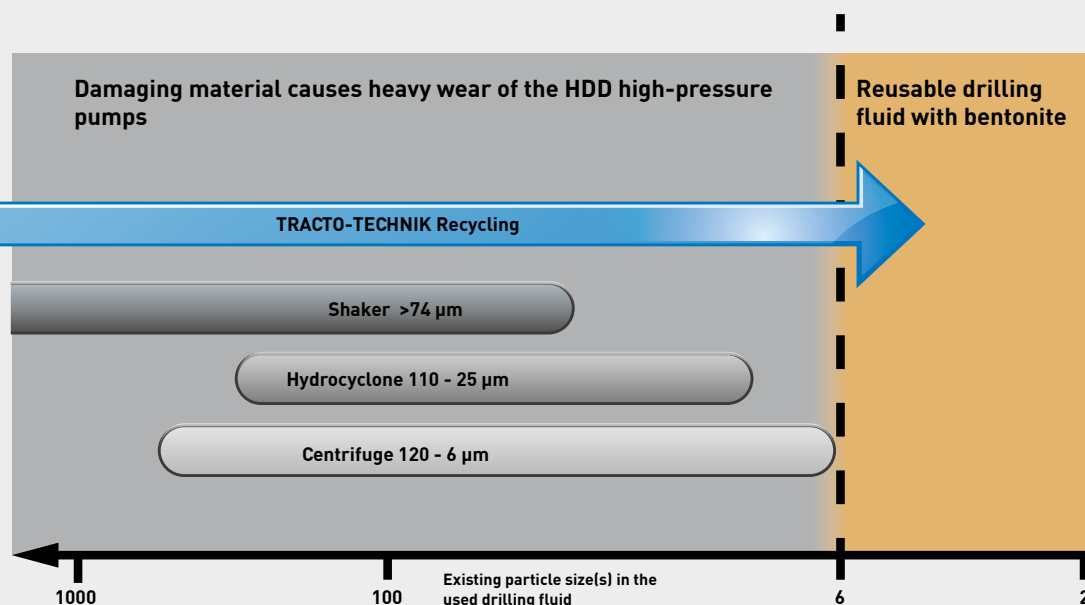 Damaging material causes heavy wear of the HDD high-pressure
pumps
Reusable drilling
fluid with bentonite
TRACTO-TECHNIK Recycling
Shaker >74 µm
Hydrocyclone 110 - 25 µm
Centrifuge 120 - 6 µm
1000
100
Existing particle size(s) in the
used drilling fluid
6
2